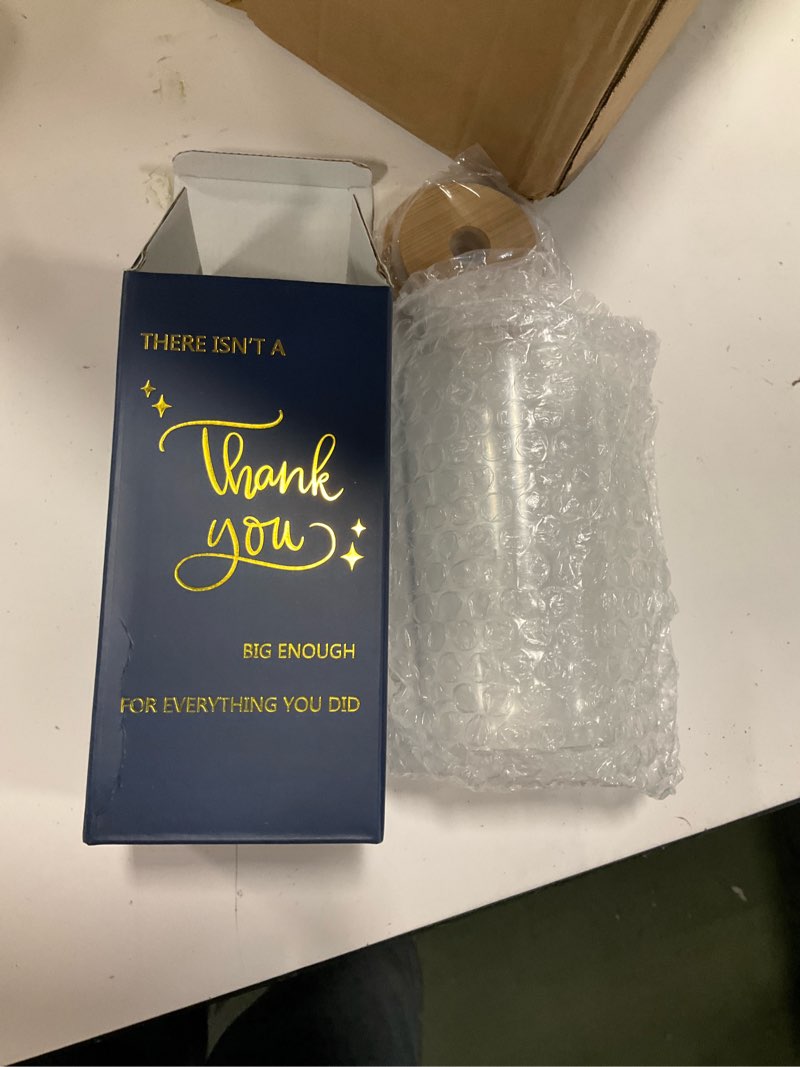 THERE ISN'T A
Thank
you
BIG ENOUGH
FOR EVERYTHING YOU DID